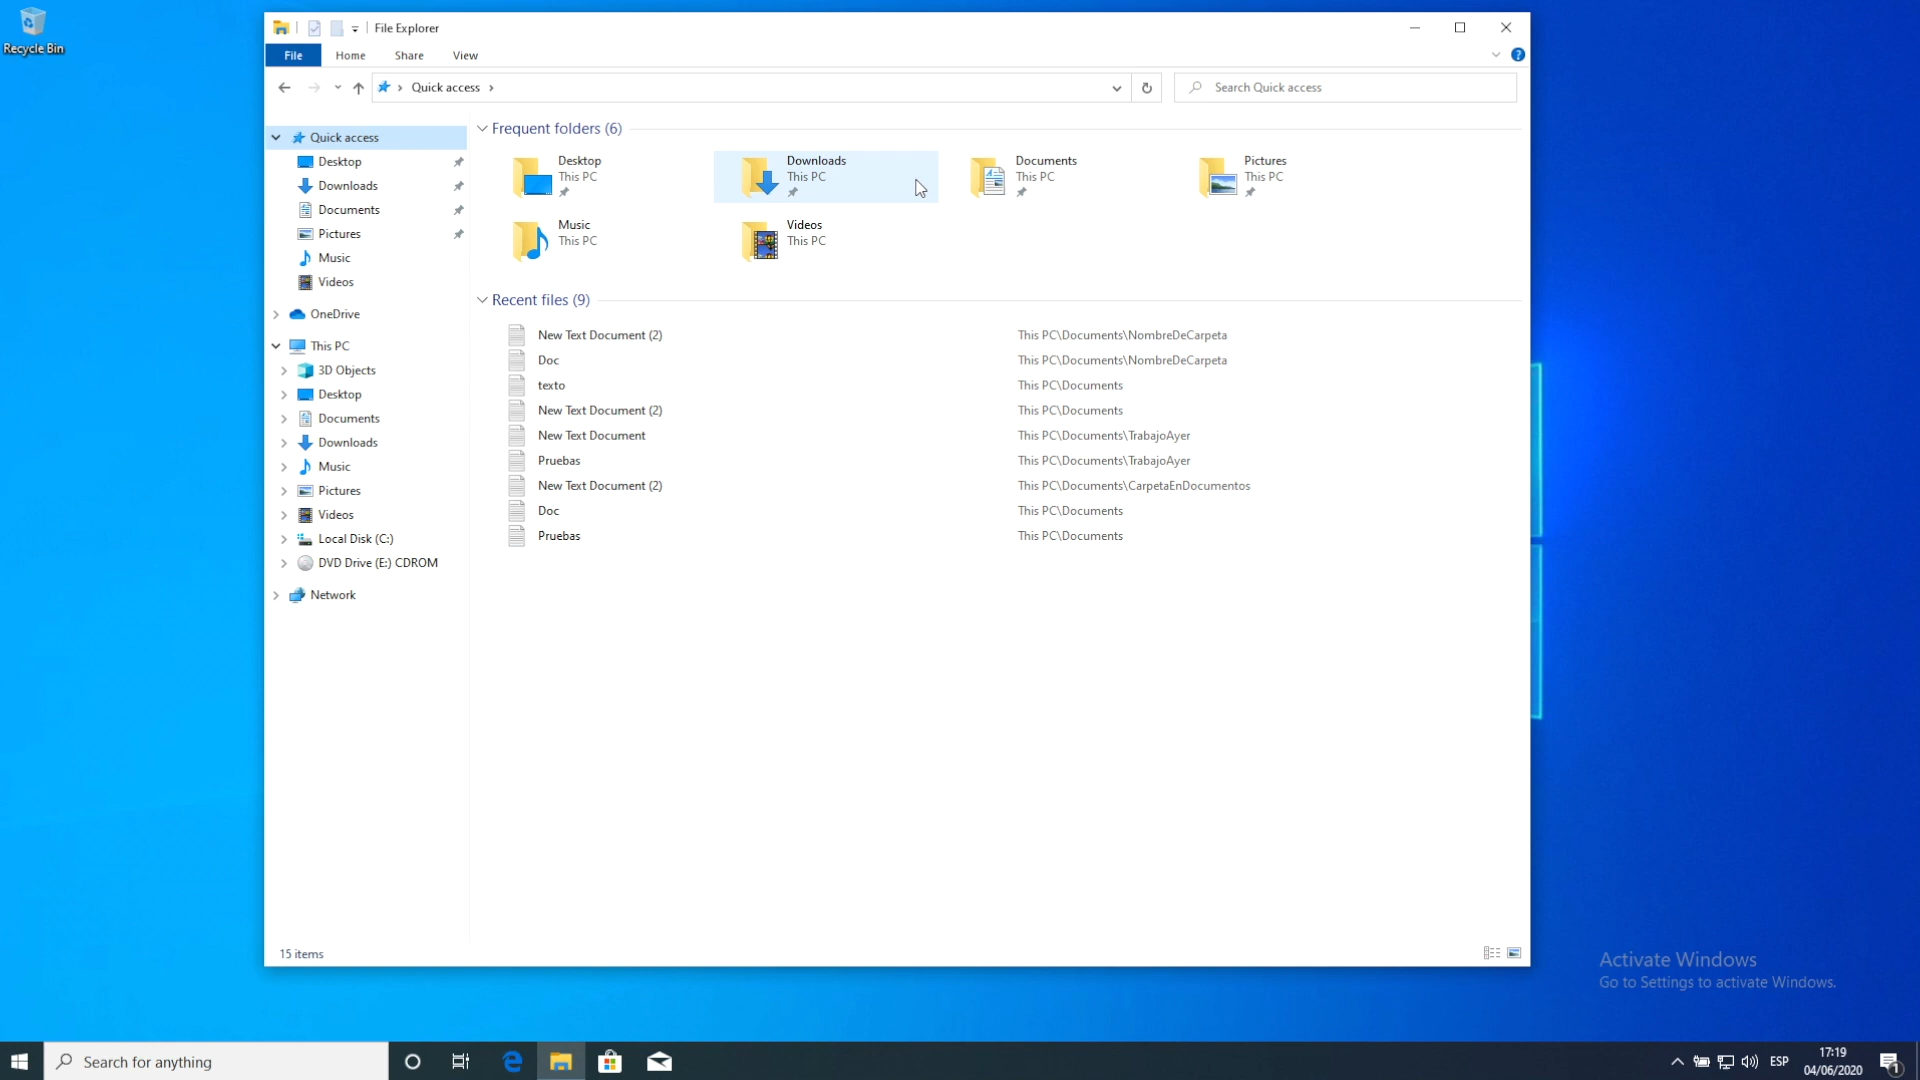 Recycle Bin
File Explorer
File Home Share View
Quick access
Search Quick access
Quick access
Desktop
Downloads
Documents
Pictures
Music
Videos
OneDrive
This PC
3D Objects
Desktop
Documents
Downloads
Music
Pictures
Videos
Local Disk (C:)
DVD Drive (E:) CDROM
Network
Frequent folders (6)
Desktop
This PC
Downloads
This PC
Documents
This PC
Pictures
This PC
Music
This PC
Videos
This PC
Recent files (9)
New Text Document (2) This PC\Documents\NombreDeCarpeta
Doc This PC\Documents\NombreDeCarpeta
texto This PC\Documents
New Text Document (2) This PC\Documents
New Text Document This PC\Documents\TrabajoAyer
Pruebas This PC\Documents\TrabajoAyer
New Text Document (2) This PC\Documents\CarpetaEnDocumentos
Doc This PC\Documents
Pruebas This PC\Documents
15 items
Activate Windows
Go to Settings to activate Windows.
Search for anything
ESP
17:19
04/06/2020
1